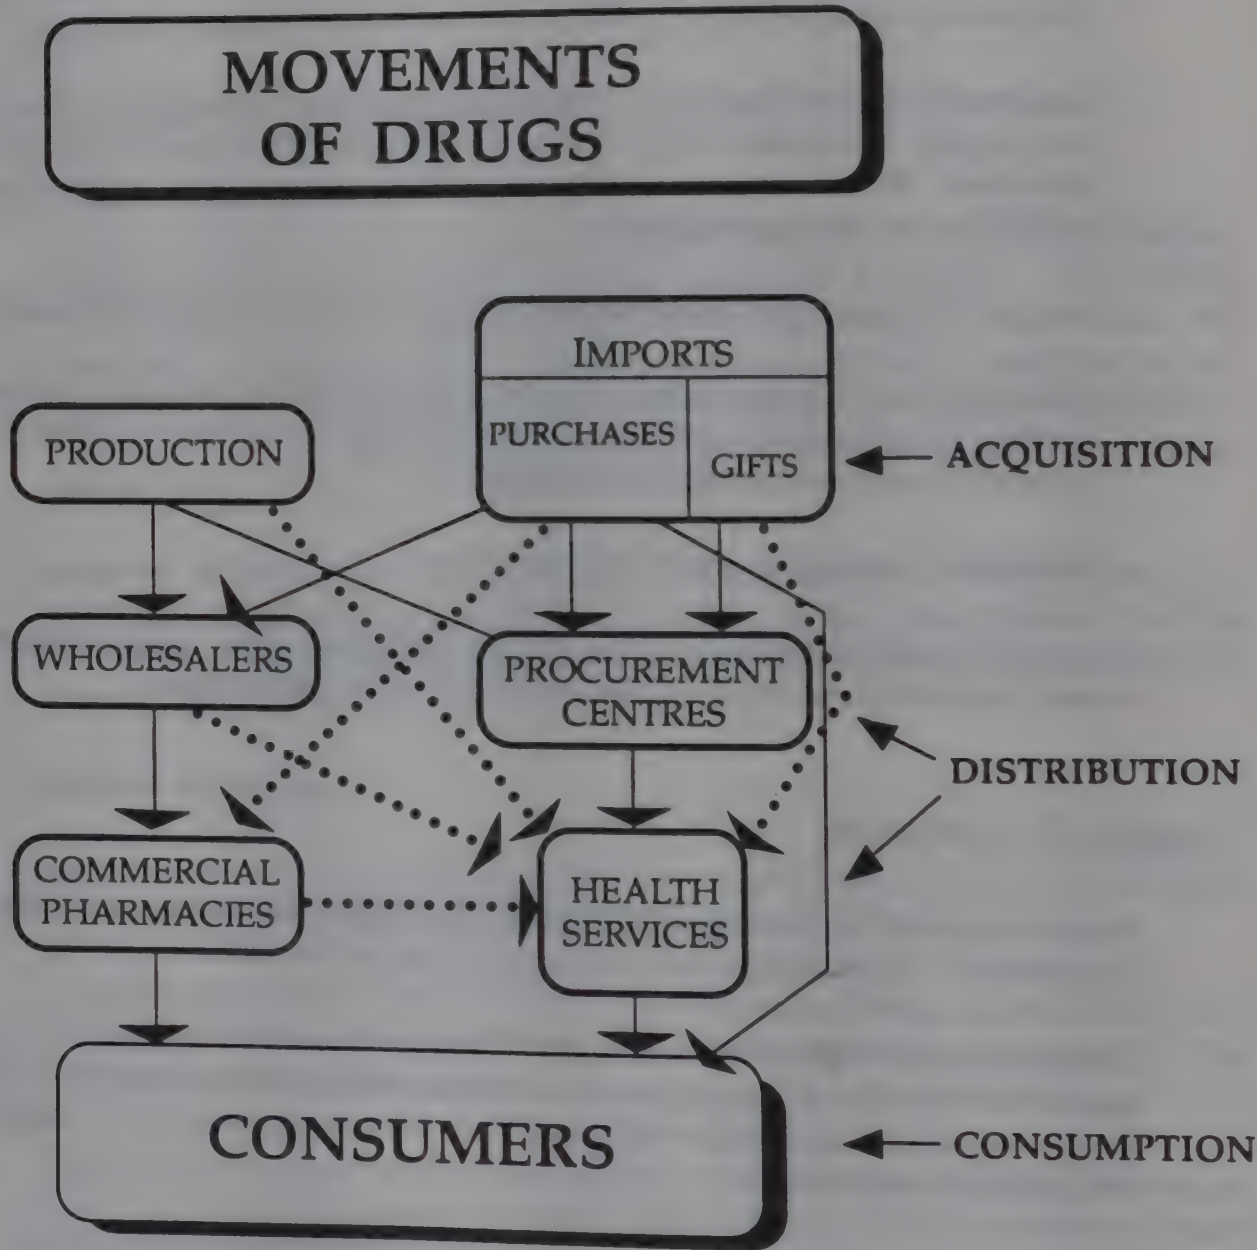 MOVEMENTS
OF DRUGS
IMPORTS
PURCHASES
GIFTS
PRODUCTION
ACQUISITION
WHOLESALERS
PROCUREMENT
CENTRES
DISTRIBUTION
COMMERCIAL
PHARMACIES
HEALTH
SERVICES
CONSUMERS
CONSUMPTION